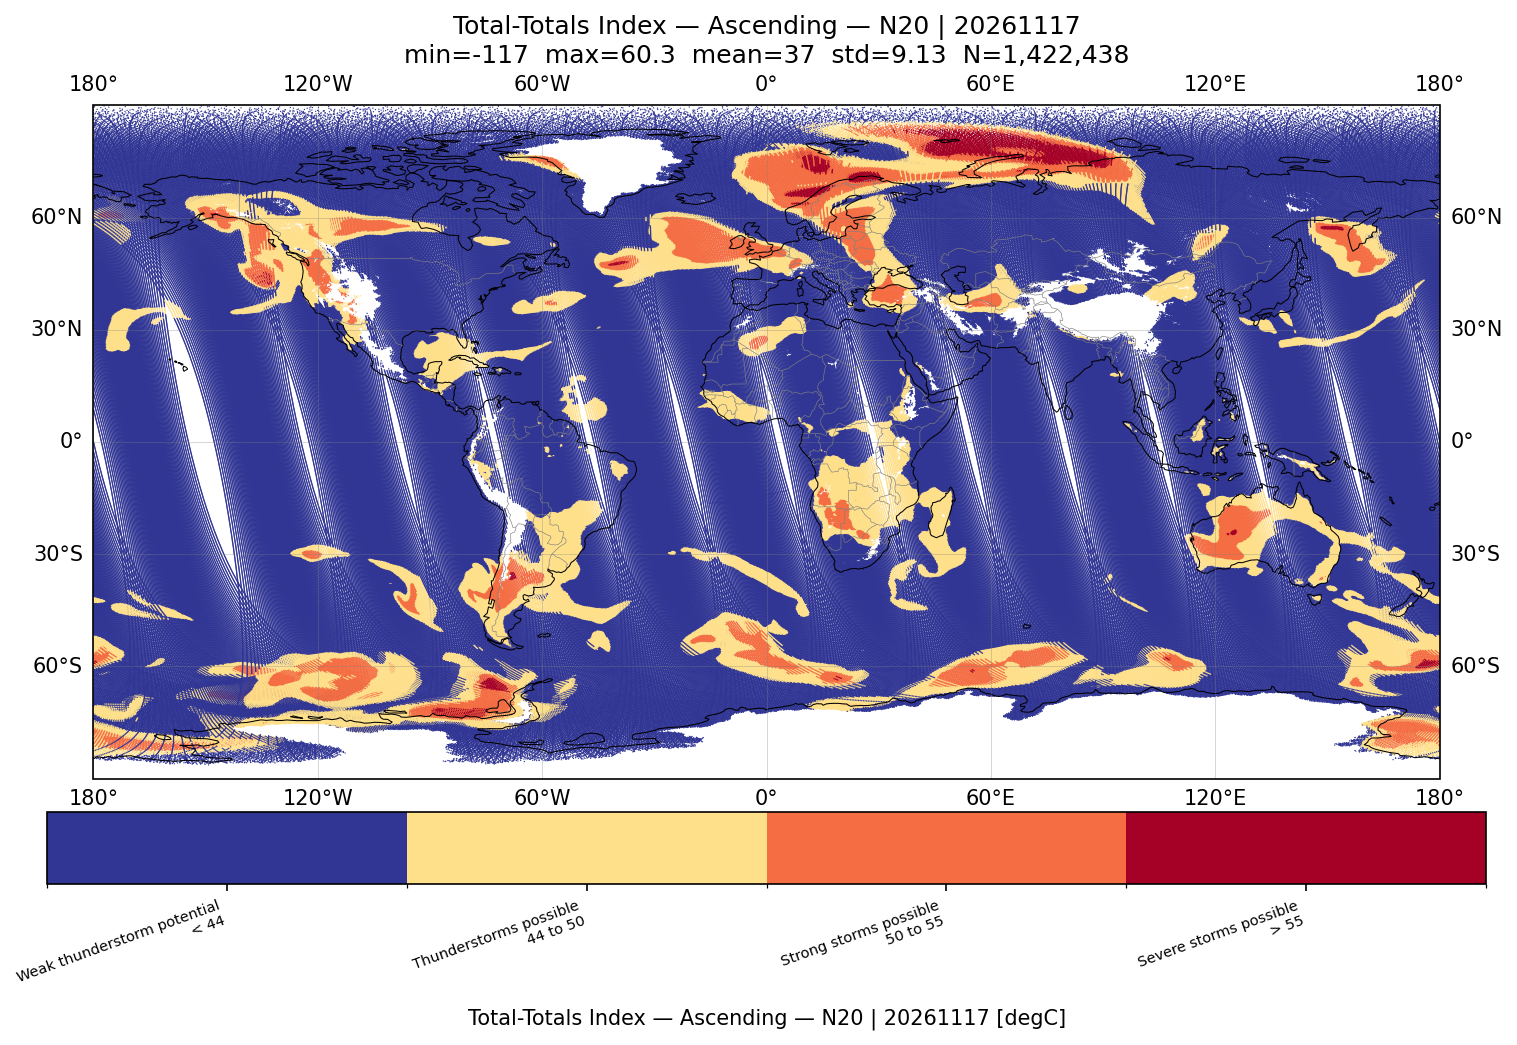 Total-Totals Index — Ascending — N20 | 20261117
min=-117  max=60.3  mean=37  std=9.13  N=1,422,438
180° 120°W 60°W 0° 60°E 120°E 180°
60°N 60°N
30°N 30°N
0° 0°
30°S 30°S
60°S 60°S
180° 120°W 60°W 0° 60°E 120°E 180°
Weak thunderstorm potential
< 44
Thunderstorms possible
44 to 50
Strong storms possible
50 to 55
Severe storms possible
> 55
Total-Totals Index — Ascending — N20 | 20261117 [degC]